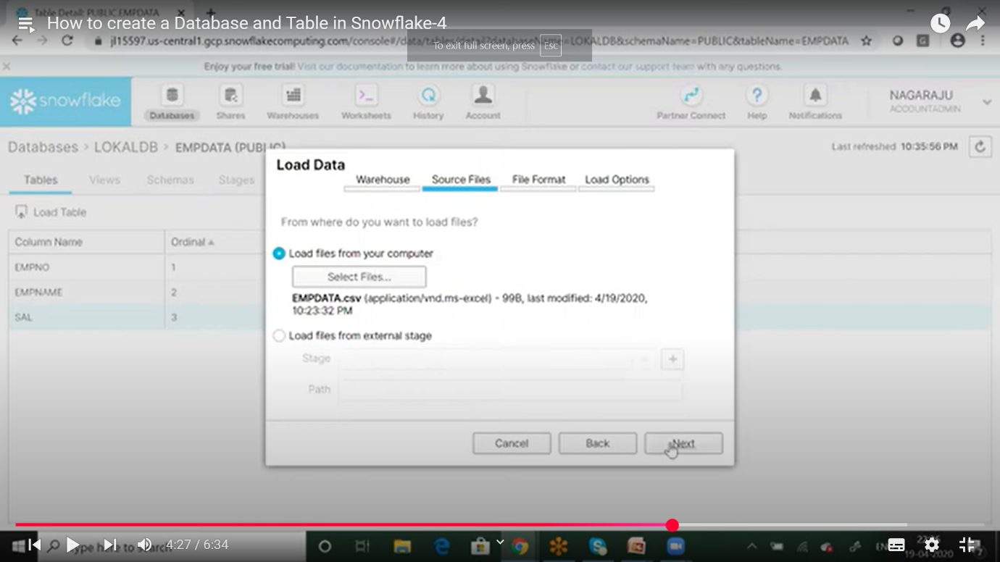 Table Detail: PUBLIC.EMPDATA
How to create a Database and Table in Snowflake-4
jl15597.us-central1.gcp.snowflakecomputing.com/console#/data/tables/detail?databaseName=LOKALDB&schemaName=PUBLIC&tableName=EMPDATA
To exit full screen, press Esc
Enjoy your free trial! Visit our documentation to learn more about using Snowflake or contact our support team with any questions.
snowflake
Databases Shares Warehouses Worksheets History Account Partner Connect Help Notifications
NAGARAJU
ACCOUNTADMIN
Databases > LOKALDB > EMPDATA (PUBLIC)
Last refreshed 10:35:56 PM
Tables Views Schemas Stages
Load Table
Column Name Ordinal
EMPNO 1
EMPNAME 2
SAL 3
Load Data
Warehouse Source Files File Format Load Options
From where do you want to load files?
Load files from your computer
Select Files...
EMPDATA.csv (application/vnd.ms-excel) - 99B, last modified: 4/19/2020,
10:23:32 PM
Load files from external stage
Stage
Path
Cancel Back Next
4:27 / 6:34
Type here to search
19-04-2020